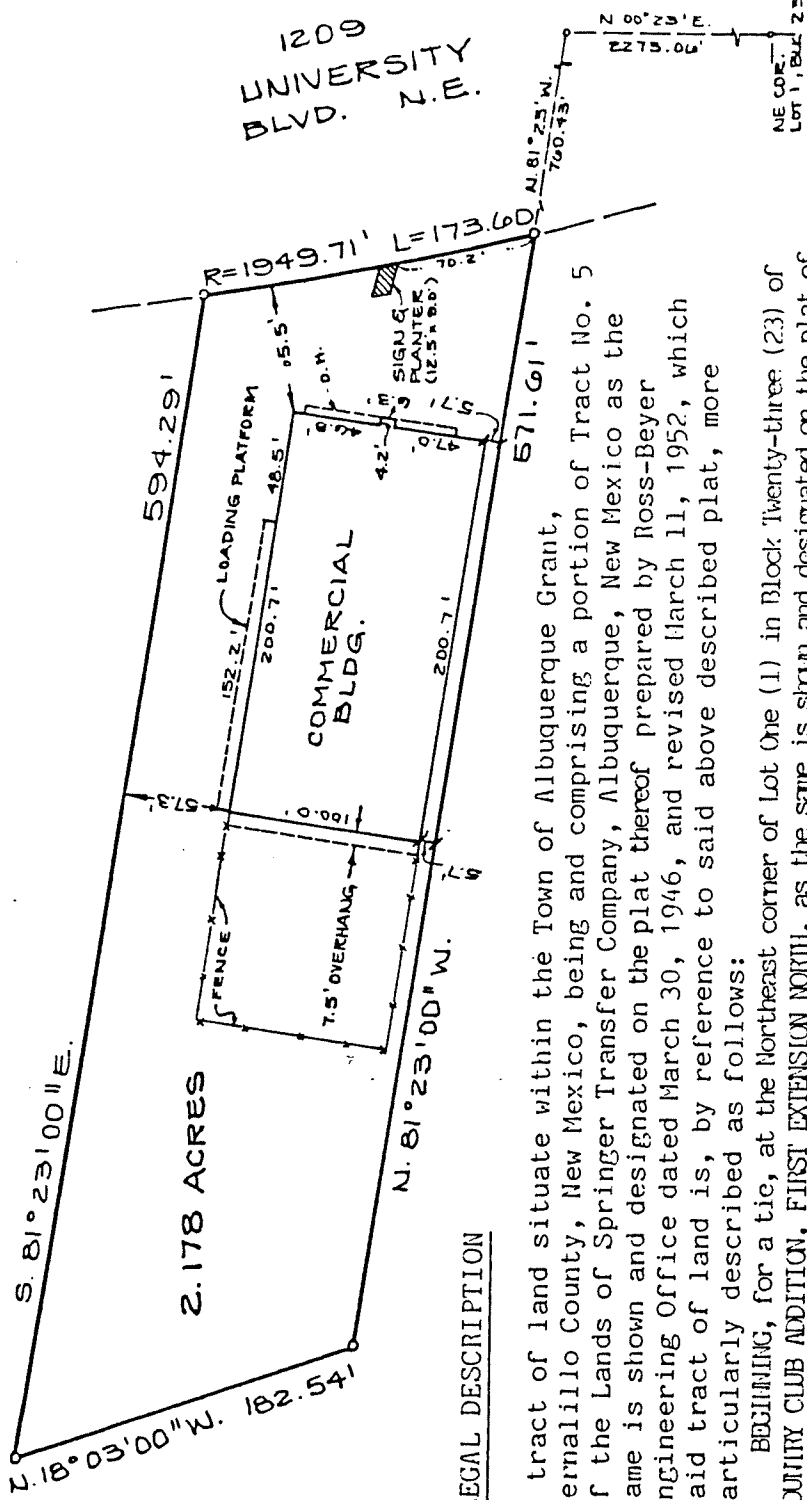 1209
UNIVERSITY
BLVD. N.E.
N 00°23'E.
2275.06'
NE COR.
N. 81°23'W.
760.43'
R=1949.71' L=173.60
594.29'
S. 81°23'00"E.
LOADING PLATFORM
152.2'
48.5'
200.71
COMMERCIAL
BLDG.
SIGN &
PLANTER
(12.5' x 8.0')
70.2'
46.8'
4.2'
47.0'
5.71
571.61'
200.71
57.3'
100.0'
5.7'
FENCE
7.5' OVERHANG
2.178 ACRES
N. 81°23'00"W.
N.18°03'00"W. 182.54'
EGAL DESCRIPTION
tract of land situate within the Town of Albuquerque Grant,
ernalillo County, New Mexico, being and comprising a portion of Tract No. 5
f the Lands of Springer Transfer Company, Albuquerque, New Mexico as the
ame is shown and designated on the plat thereof prepared by Ross-Beyer
ngineering Office dated March 30, 1946, and revised March 11, 1952, which
aid tract of land is, by reference to said above described plat, more
articularly described as follows:
BEGINNING, for a tie, at the Northeast corner of Lot One (1) in Block Twenty-three (23) of
OUNTRY CLUB ADDITION, FIRST EXTENSION NORTH, as the same is shown and designated on the plat of